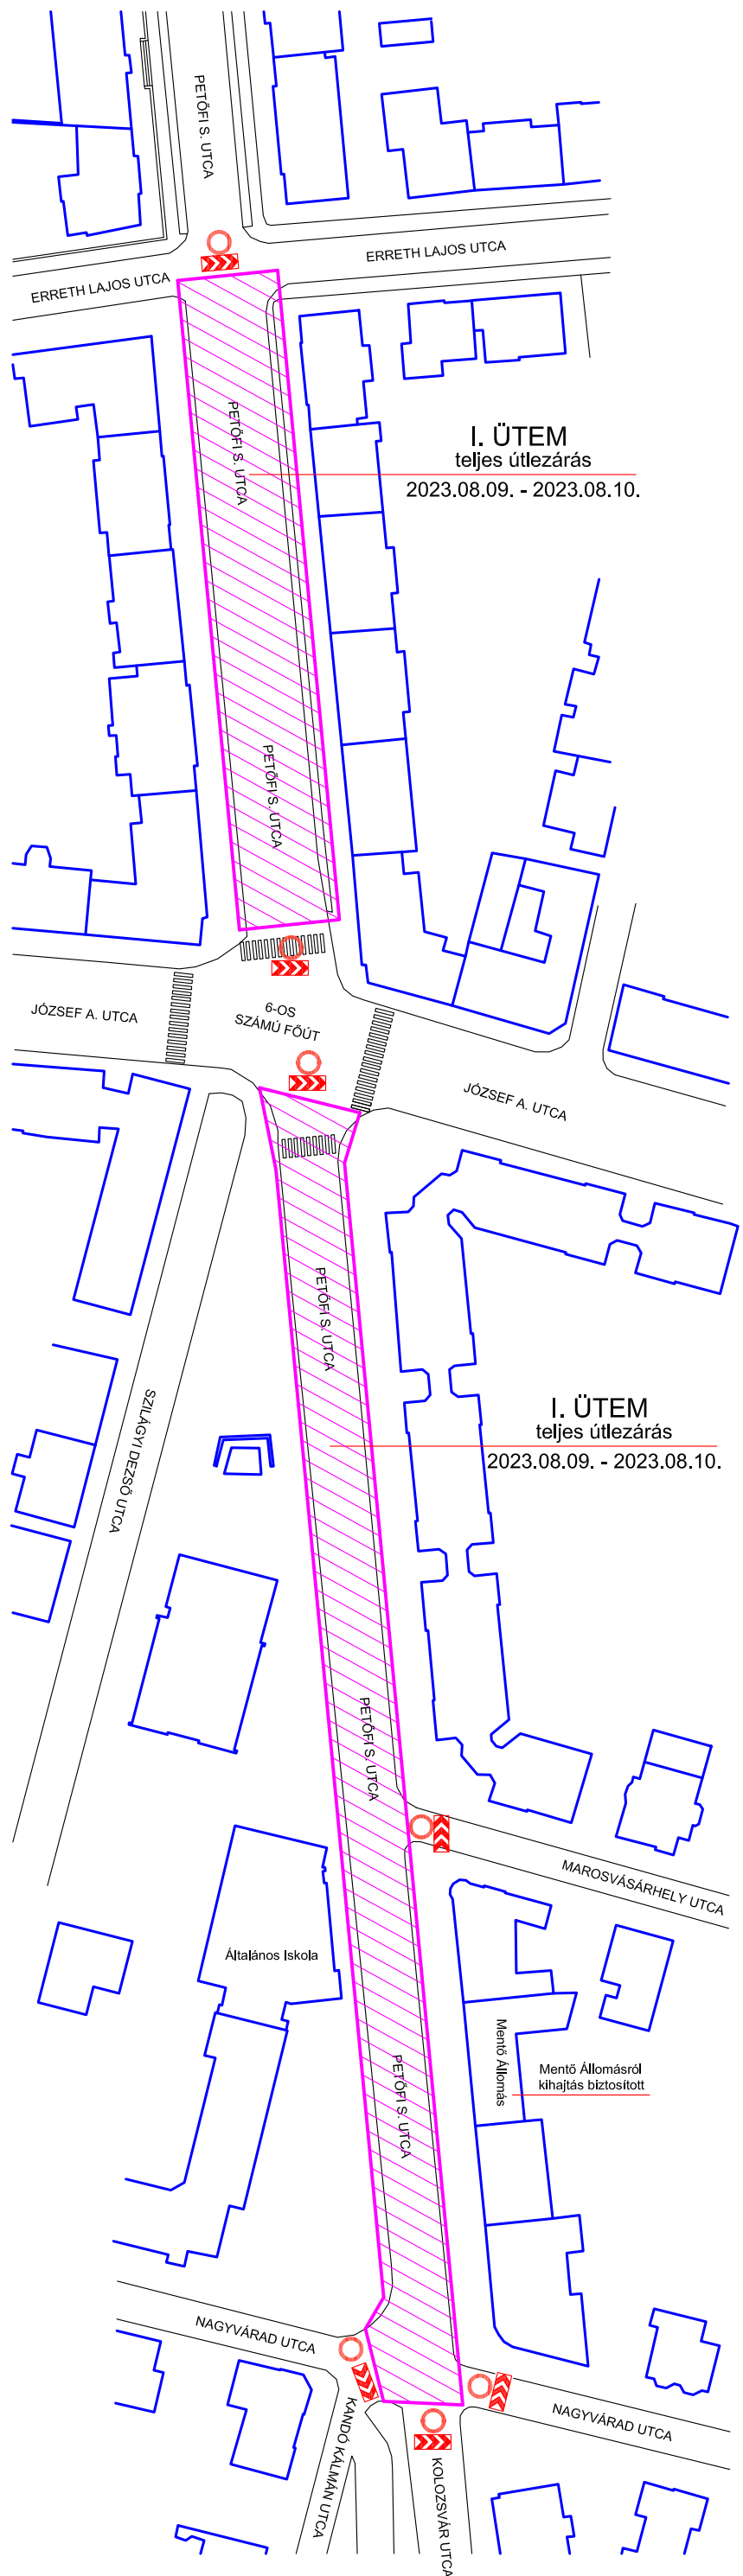 PETŐFI S. UTCA
ERRETH LAJOS UTCA
ERRETH LAJOS UTCA
PETŐFI S. UTCA
I. ÜTEM
teljes útlezárás
2023.08.09. - 2023.08.10.
PETŐFI S. UTCA
JÓZSEF A. UTCA
6-OS
SZÁMÚ FŐÚT
JÓZSEF A. UTCA
PETŐFI S. UTCA
SZILÁGYI DEZSŐ UTCA
I. ÜTEM
teljes útlezárás
2023.08.09. - 2023.08.10.
PETŐFI S. UTCA
MAROSVÁSÁRHELY UTCA
Általános Iskola
PETŐFI S. UTCA
Mentő Állomás
Mentő Állomásról
kihajtás biztosított
NAGYVÁRAD UTCA
NAGYVÁRAD UTCA
KANDÓ KÁLMÁN UTCA
KOLOZSVÁR UTCA